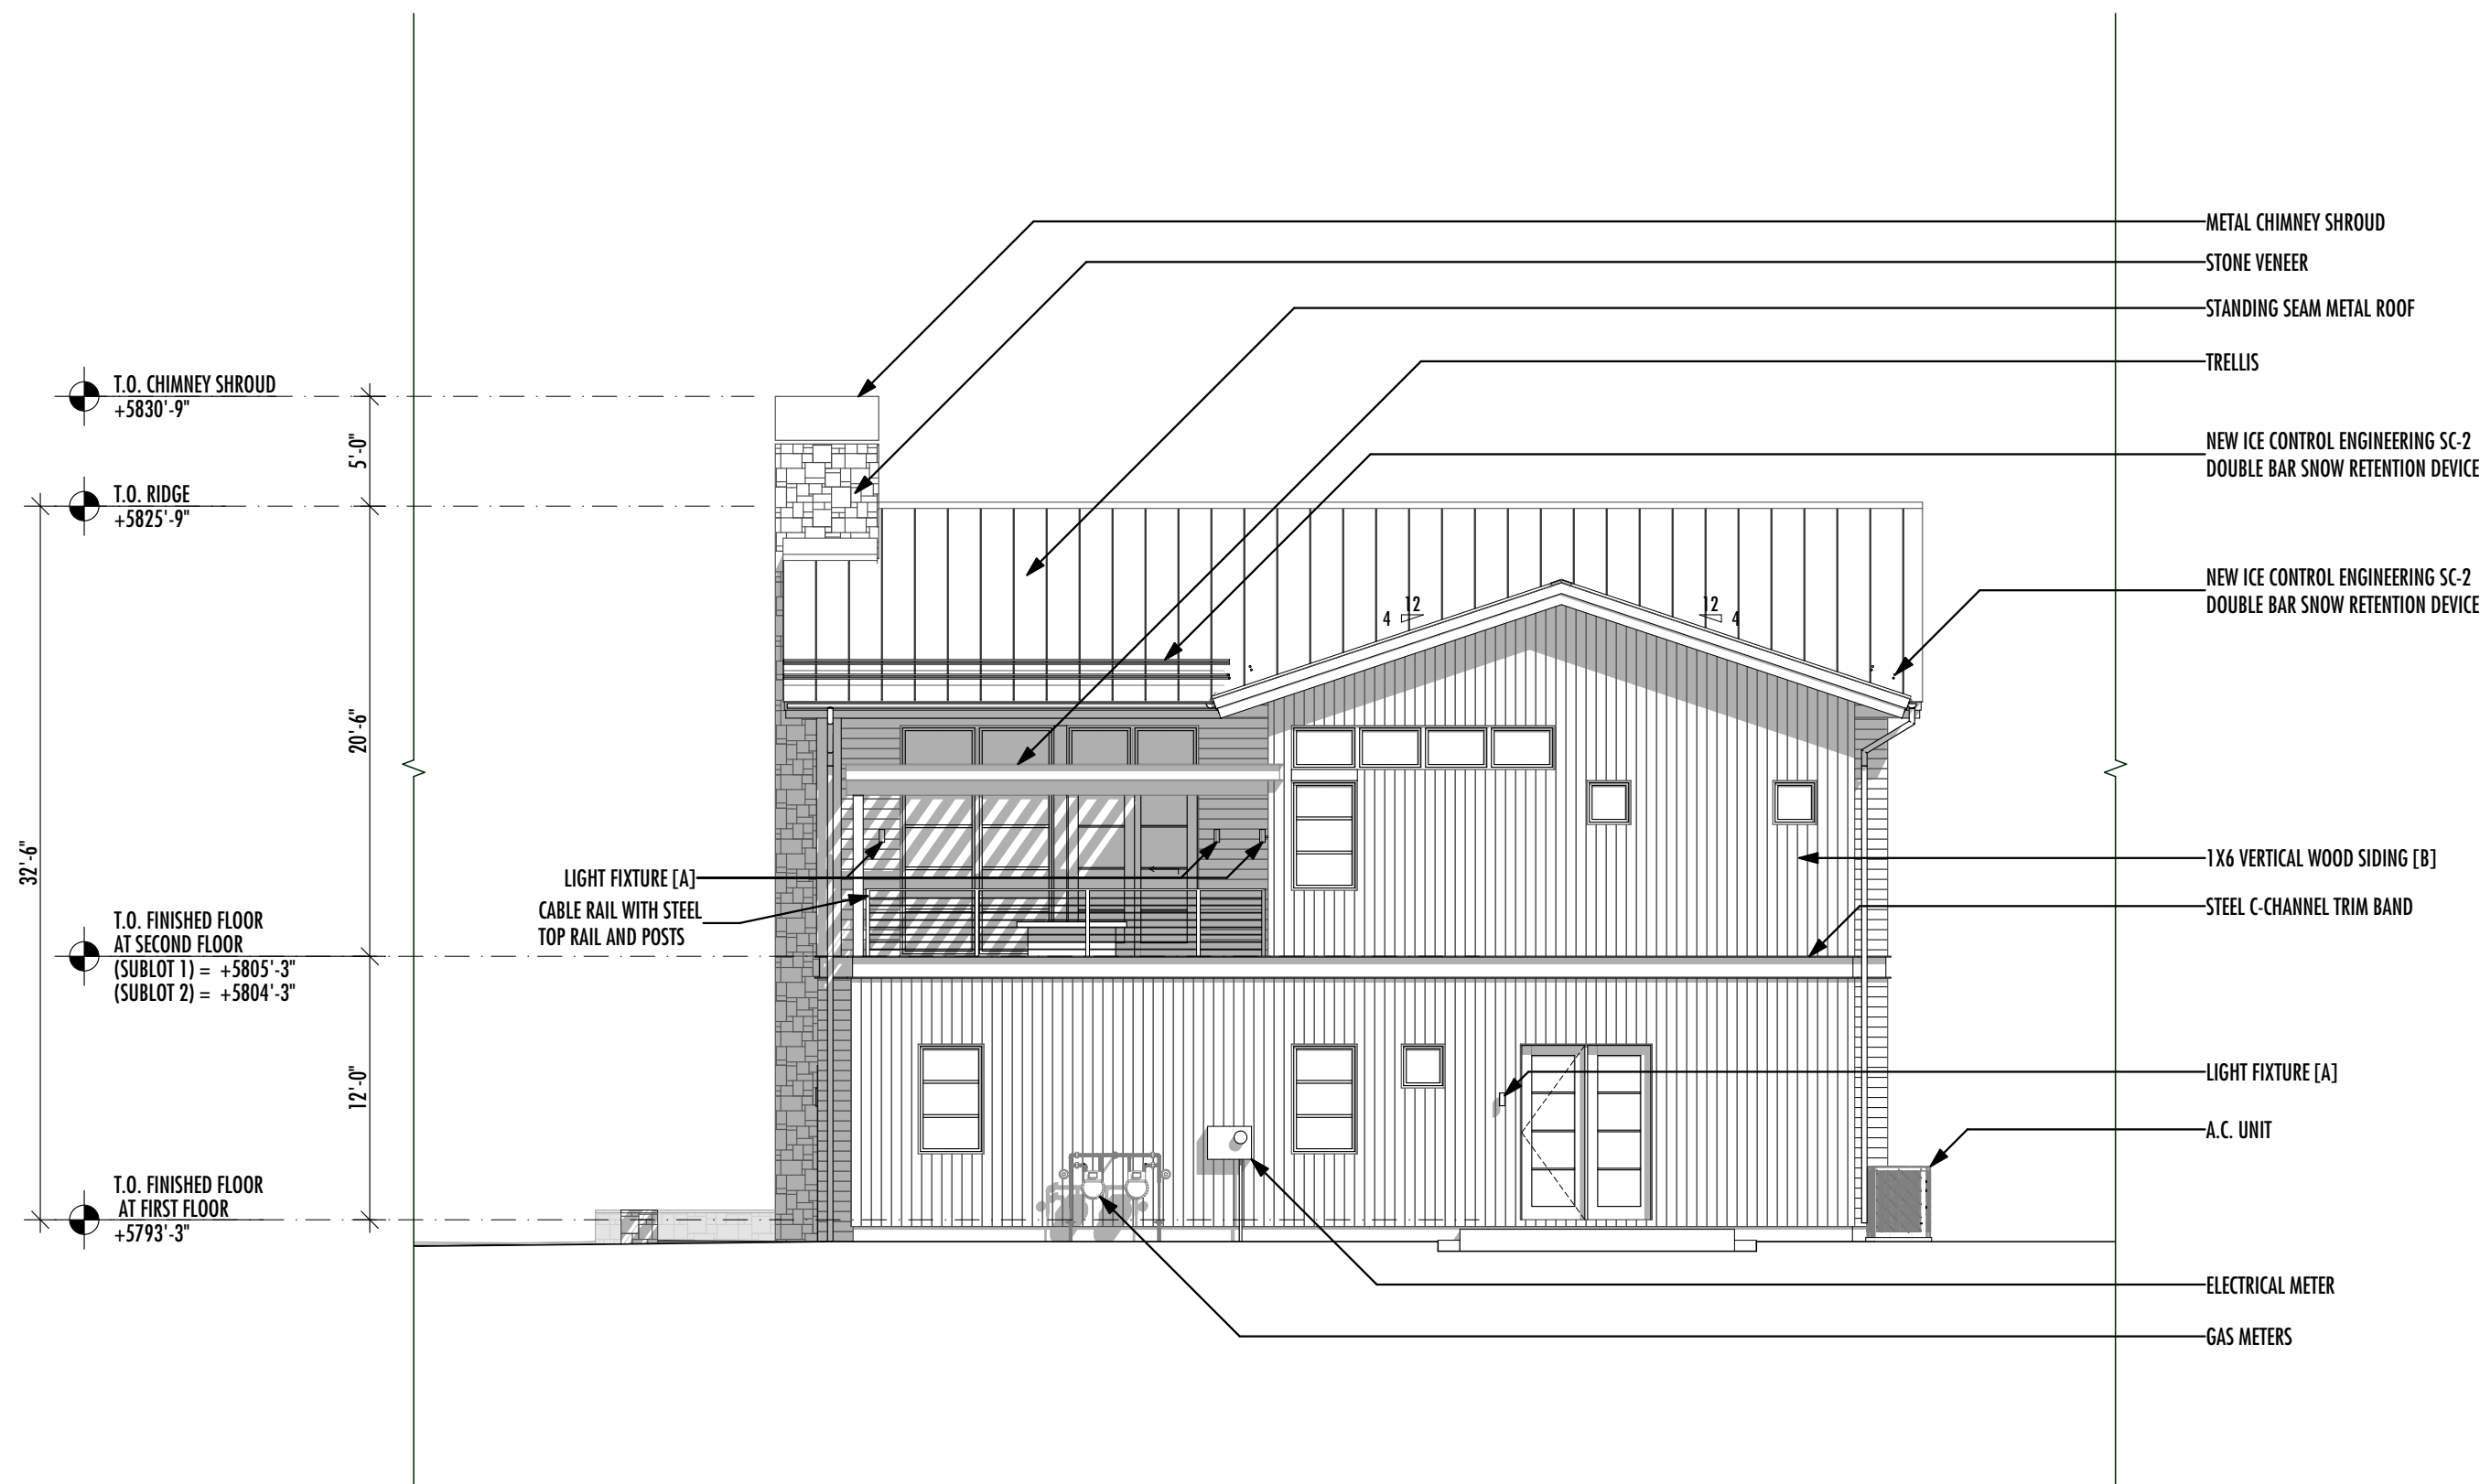 METAL CHIMNEY SHROUD
STONE VENEER
STANDING SEAM METAL ROOF
TRELLIS
T.O. CHIMNEY SHROUD
+5830'-9"
5'-0"
NEW ICE CONTROL ENGINEERING SC-2
DOUBLE BAR SNOW RETENTION DEVICE
T.O. RIDGE
+5825'-9"
NEW ICE CONTROL ENGINEERING SC-2
DOUBLE BAR SNOW RETENTION DEVICE
12
4
12
4
20'-6"
32'-6"
1X6 VERTICAL WOOD SIDING [B]
LIGHT FIXTURE [A]
CABLE RAIL WITH STEEL
TOP RAIL AND POSTS
STEEL C-CHANNEL TRIM BAND
T.O. FINISHED FLOOR
AT SECOND FLOOR
(SUBLOT 1) = +5805'-3"
(SUBLOT 2) = +5804'-3"
12'-0"
LIGHT FIXTURE [A]
A.C. UNIT
T.O. FINISHED FLOOR
AT FIRST FLOOR
+5793'-3"
ELECTRICAL METER
GAS METERS